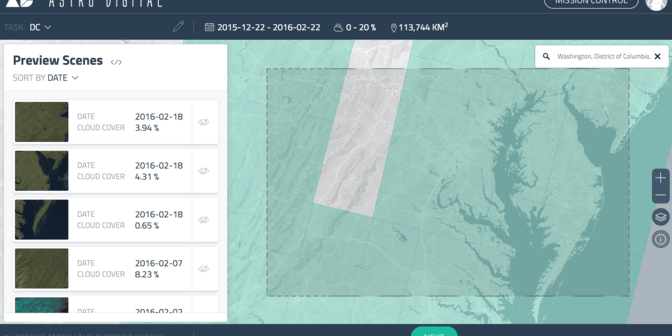 ASTRO DIGITAL
MISSION CONTROL
TASK: DC
2015-12-22 - 2016-02-22
0 - 20 %
113,744 KM²
Preview Scenes
SORT BY DATE
Washington, District of Columbia,
DATE 2016-02-18
CLOUD COVER 3.94 %
DATE 2016-02-18
CLOUD COVER 4.31 %
DATE 2016-02-18
CLOUD COVER 0.65 %
DATE 2016-02-07
CLOUD COVER 8.23 %
DATE 2016-02-02
NEXT